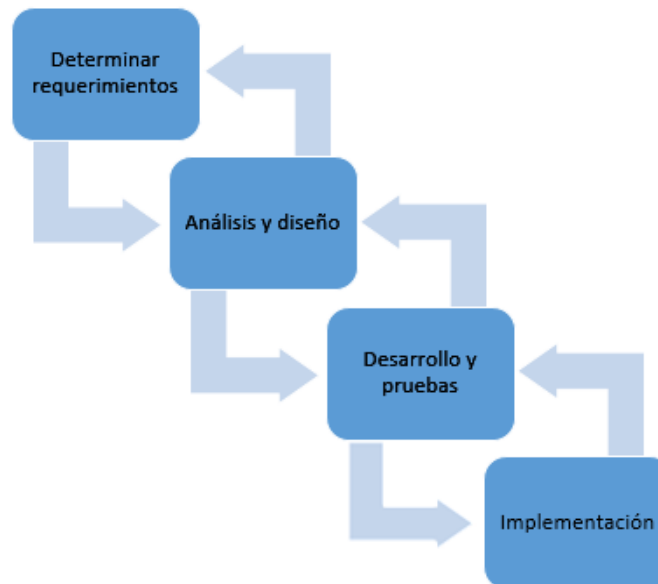 Determinar
requerimientos
Análisis y diseño
Desarrollo y
pruebas
Implementación